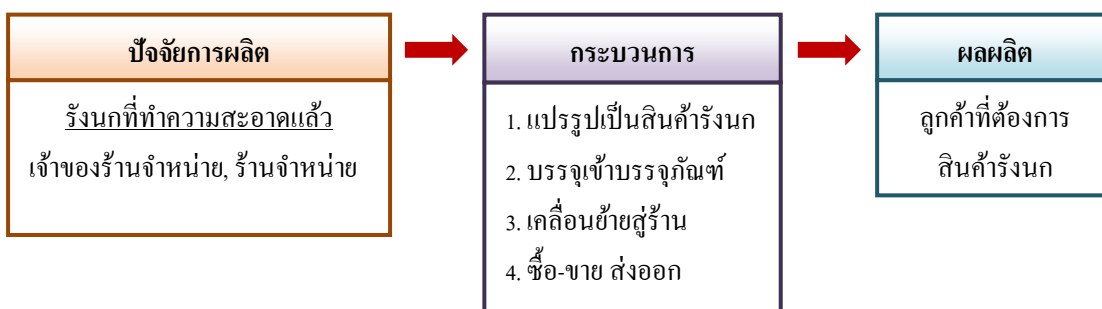 ปัจจัยการผลิต
รังนกที่ทำความสะอาดแล้ว
เจ้าของร้านจำหน่าย, ร้านจำหน่าย
กระบวนการ
1. แปรรูปเป็นสินค้ารังนก
2. บรรจุเข้าบรรจุภัณฑ์
3. เคลื่อนย้ายสู่ร้าน
4. ซื้อ-ขาย ส่งออก
ผลผลิต
ลูกค้าที่ต้องการ
สินค้ารังนก